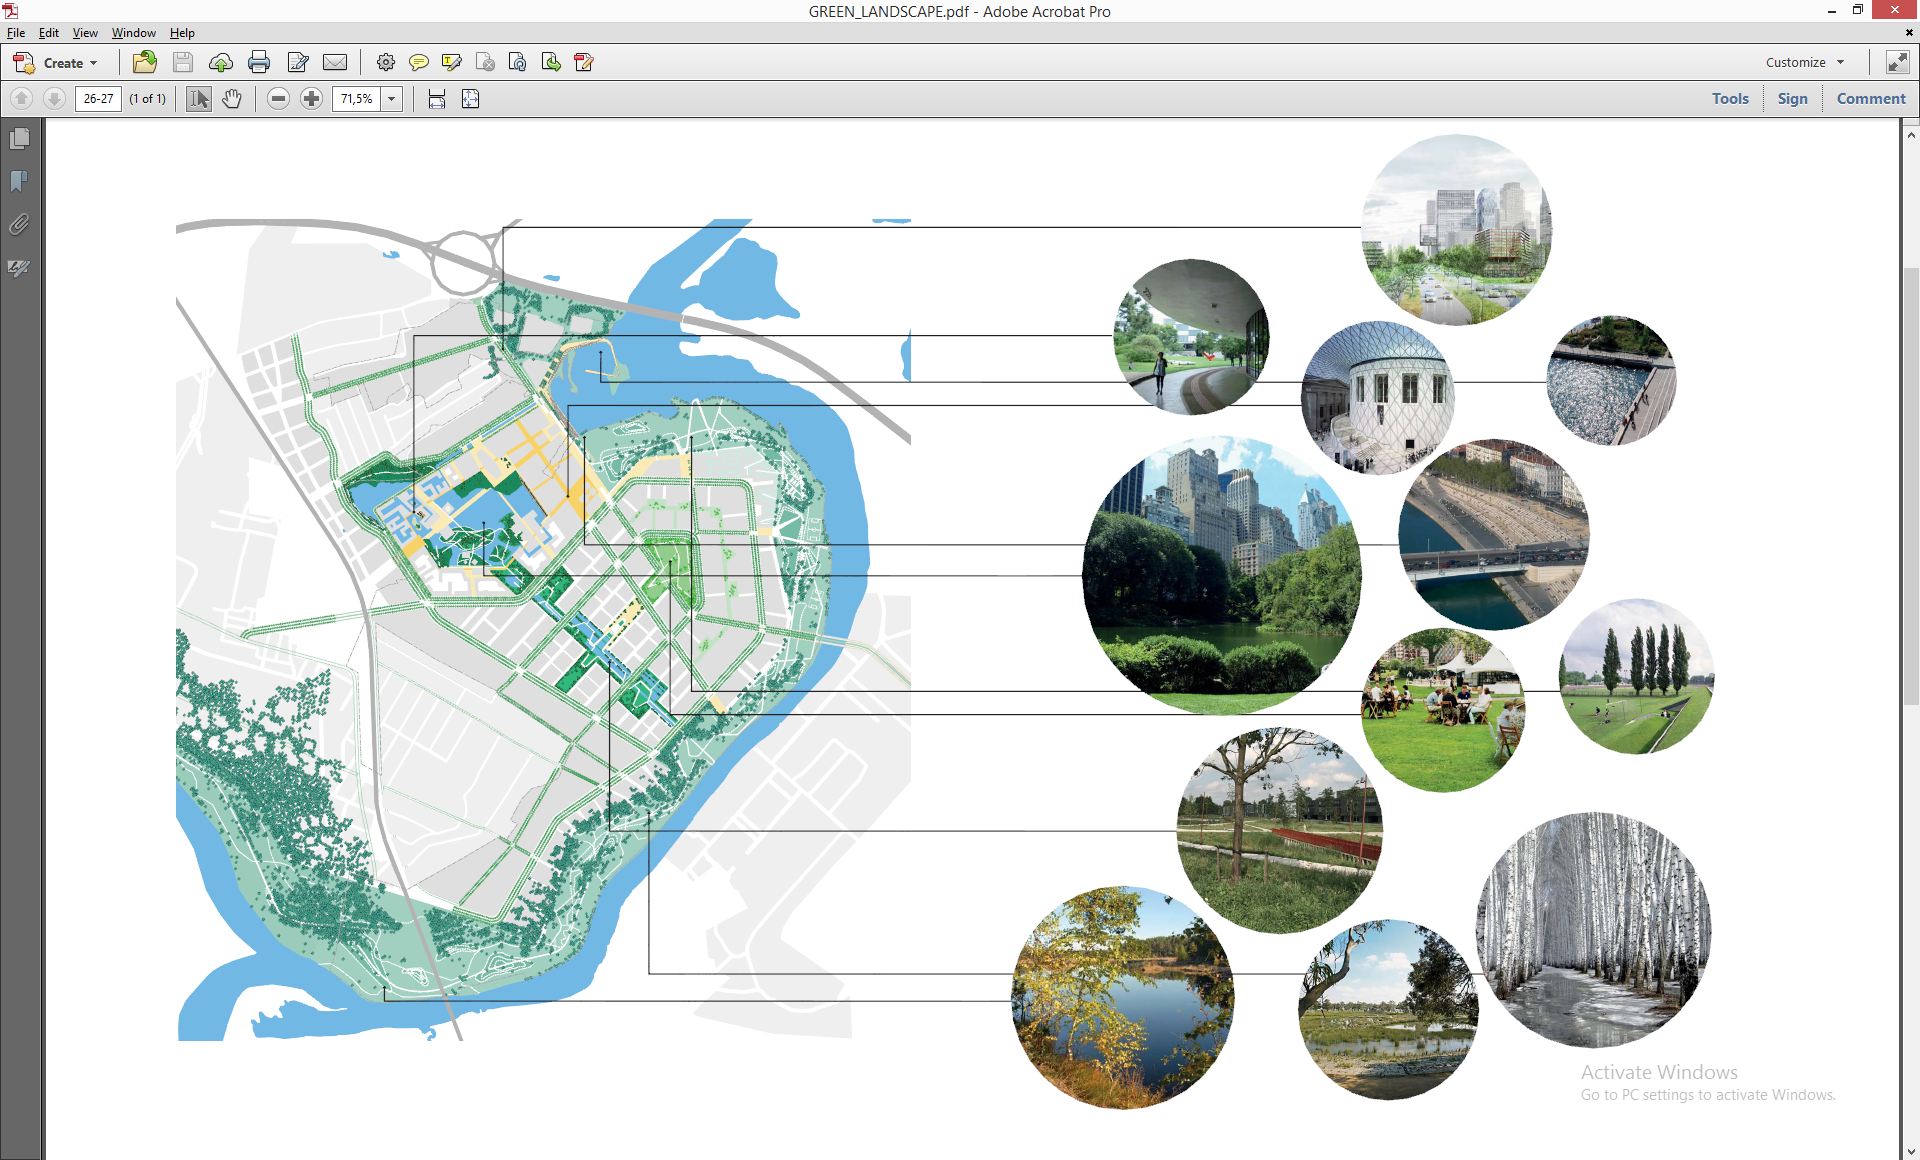 GREEN_LANDSCAPE.pdf - Adobe Acrobat Pro
File Edit View Window Help
Create
Customize
26-27 (1 of 1) 71,5%
Tools Sign Comment
Activate Windows
Go to PC settings to activate Windows.